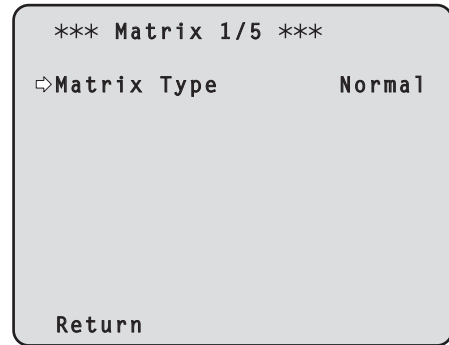 *** Matrix 1/5 ***
⇨Matrix Type Normal
Return